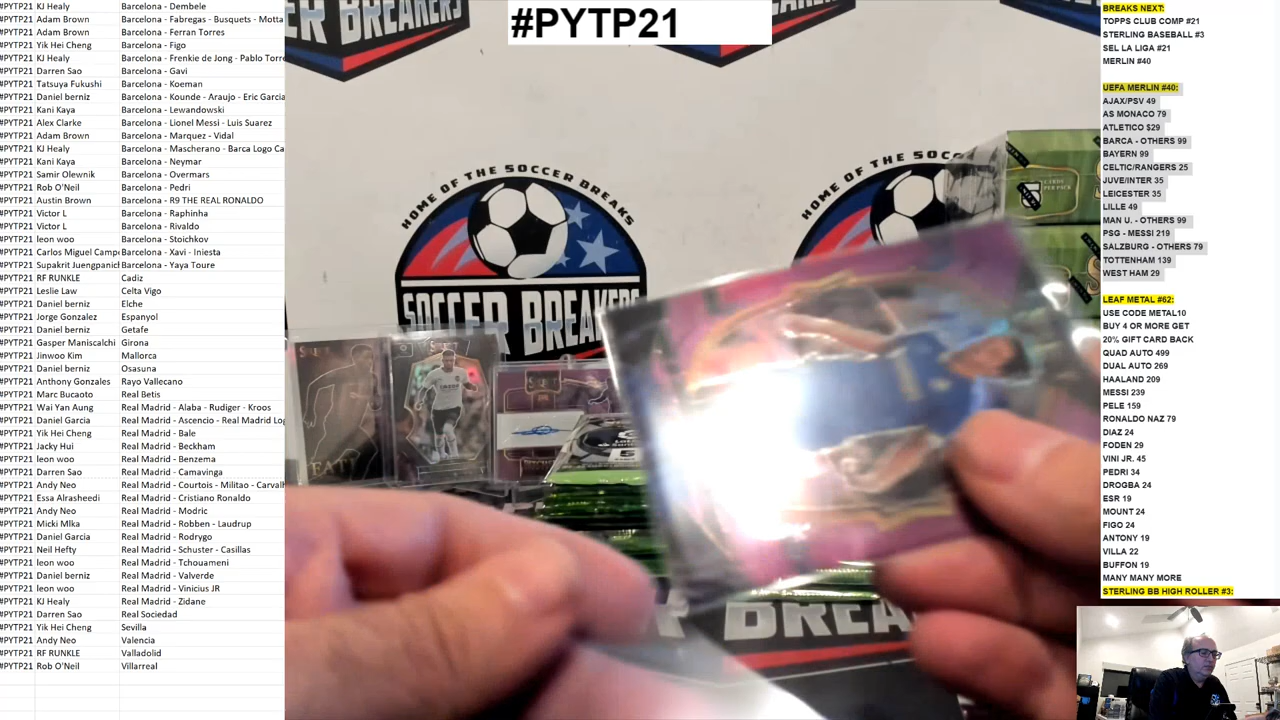 #PYTP21 KJ Healy Barcelona - Dembele
#PYTP21 Adam Brown Barcelona - Fabregas - Busquets - Motta
#PYTP21 Adam Brown Barcelona - Ferran Torres
#PYTP21 Yik Hei Cheng Barcelona - Figo
#PYTP21 KJ Healy Barcelona - Frenkie de Jong - Pablo Torre
#PYTP21 Darren Sao Barcelona - Gavi
#PYTP21 Tatsuya Fukushi Barcelona - Koeman
#PYTP21 Daniel berniz Barcelona - Kounde - Araujo - Eric Garcia
#PYTP21 Kani Kaya Barcelona - Lewandowski
#PYTP21 Alex Clarke Barcelona - Lionel Messi - Luis Suarez
#PYTP21 Adam Brown Barcelona - Marquez - Vidal
#PYTP21 KJ Healy Barcelona - Mascherano - Barca Logo Ca
#PYTP21 Kani Kaya Barcelona - Neymar
#PYTP21 Samir Olewnik Barcelona - Overmars
#PYTP21 Rob O'Neil Barcelona - Pedri
#PYTP21 Austin Brown Barcelona - R9 THE REAL RONALDO
#PYTP21 Victor L Barcelona - Raphinha
#PYTP21 Victor L Barcelona - Rivaldo
#PYTP21 leon woo Barcelona - Stoichkov
#PYTP21 Carlos Miguel Campo Barcelona - Xavi - Iniesta
#PYTP21 Supakrit Juengpanich Barcelona - Yaya Toure
#PYTP21 RF RUNKLE Cadiz
#PYTP21 Leslie Law Celta Vigo
#PYTP21 Daniel berniz Elche
#PYTP21 Jorge Gonzalez Espanyol
#PYTP21 Daniel berniz Getafe
#PYTP21 Gasper Maniscalchi Girona
#PYTP21 Jinwoo Kim Mallorca
#PYTP21 Daniel berniz Osasuna
#PYTP21 Anthony Gonzales Rayo Vallecano
#PYTP21 Marc Bucaoto Real Betis
#PYTP21 Wai Yan Aung Real Madrid - Alaba - Rudiger - Kroos
#PYTP21 Daniel Garcia Real Madrid - Ascencio - Real Madrid Log
#PYTP21 Yik Hei Cheng Real Madrid - Bale
#PYTP21 Jacky Hui Real Madrid - Beckham
#PYTP21 leon woo Real Madrid - Benzema
#PYTP21 Darren Sao Real Madrid - Camavinga
#PYTP21 Andy Neo Real Madrid - Courtois - Militao - Carvalh
#PYTP21 Essa Alrasheedi Real Madrid - Cristiano Ronaldo
#PYTP21 Andy Neo Real Madrid - Modric
#PYTP21 Micki Mlka Real Madrid - Robben - Laudrup
#PYTP21 Daniel Garcia Real Madrid - Rodrygo
#PYTP21 Neil Hefty Real Madrid - Schuster - Casillas
#PYTP21 leon woo Real Madrid - Tchouameni
#PYTP21 Daniel berniz Real Madrid - Valverde
#PYTP21 leon woo Real Madrid - Vinicius JR
#PYTP21 KJ Healy Real Madrid - Zidane
#PYTP21 Darren Sao Real Sociedad
#PYTP21 Yik Hei Cheng Sevilla
#PYTP21 Andy Neo Valencia
#PYTP21 RF RUNKLE Valladolid
#PYTP21 Rob O'Neil Villarreal
#PYTP21
SOCCER BREAKERS
HOME OF THE SOCCER BREAKS
SOCCER BREAKERS
HOME OF THE SOCC
BREAKS NEXT:
TOPPS CLUB COMP #21
STERLING BASEBALL #3
SEL LA LIGA #21
MERLIN #40
UEFA MERLIN #40:
AJAX/PSV 49
AS MONACO 79
ATLETICO $29
BARCA - OTHERS 99
BAYERN 99
CELTIC/RANGERS 25
JUVE/INTER 35
LEICESTER 35
LILLE 49
MAN U. - OTHERS 99
PSG - MESSI 219
SALZBURG - OTHERS 79
TOTTENHAM 139
WEST HAM 29
LEAF METAL #62:
USE CODE METAL10
BUY 4 OR MORE GET
20% GIFT CARD BACK
QUAD AUTO 499
DUAL AUTO 269
HAALAND 209
MESSI 239
PELE 159
RONALDO NAZ 79
DIAZ 24
FODEN 29
VINI JR. 45
PEDRI 34
DROGBA 24
ESR 19
MOUNT 24
FIGO 24
ANTONY 19
VILLA 22
BUFFON 19
MANY MANY MORE
STERLING BB HIGH ROLLER #3: